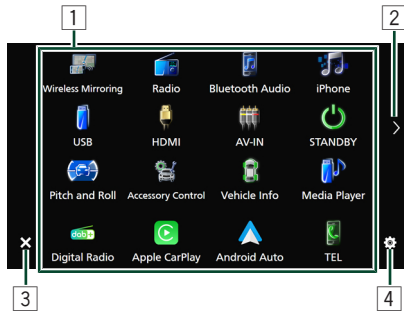 1 2
Wireless Mirroring Radio Bluetooth Audio iPhone
USB HDMI AV-IN STANDBY
Pitch and Roll Accessory Control Vehicle Info Media Player
dab+
Digital Radio Apple CarPlay Android Auto TEL
3 4